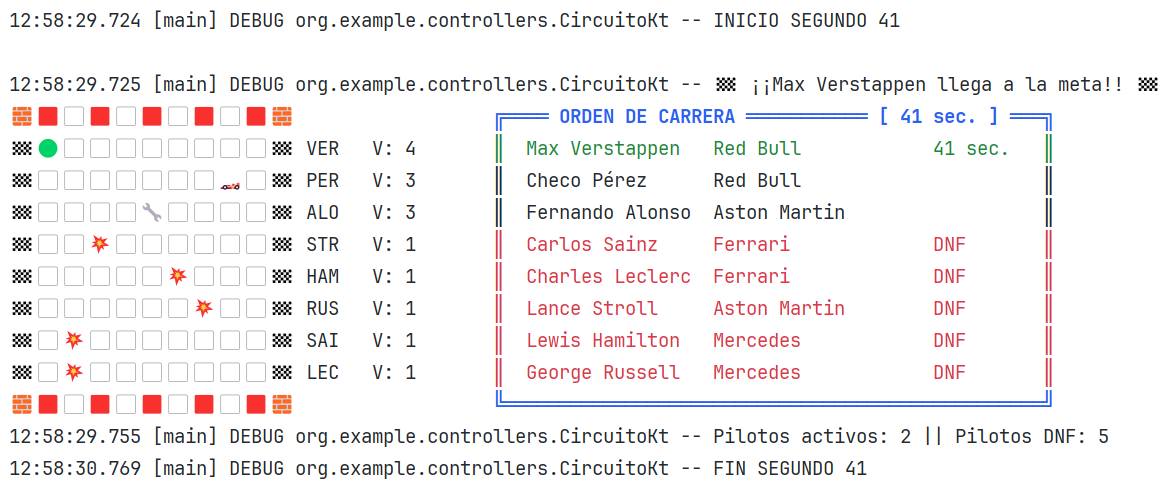 12:58:29.724 [main] DEBUG org.example.controllers.CircuitoKt -- INICIO SEGUNDO 41
12:58:29.725 [main] DEBUG org.example.controllers.CircuitoKt -- 🏁 ¡¡Max Verstappen llega a la meta!! 🏁
ORDEN DE CARRERA [ 41 sec. ]
VER V: 4 Max Verstappen Red Bull 41 sec.
PER V: 3 Checo Pérez Red Bull
ALO V: 3 Fernando Alonso Aston Martin
STR V: 1 Carlos Sainz Ferrari DNF
HAM V: 1 Charles Leclerc Ferrari DNF
RUS V: 1 Lance Stroll Aston Martin DNF
SAI V: 1 Lewis Hamilton Mercedes DNF
LEC V: 1 George Russell Mercedes DNF
12:58:29.755 [main] DEBUG org.example.controllers.CircuitoKt -- Pilotos activos: 2 || Pilotos DNF: 5
12:58:30.769 [main] DEBUG org.example.controllers.CircuitoKt -- FIN SEGUNDO 41